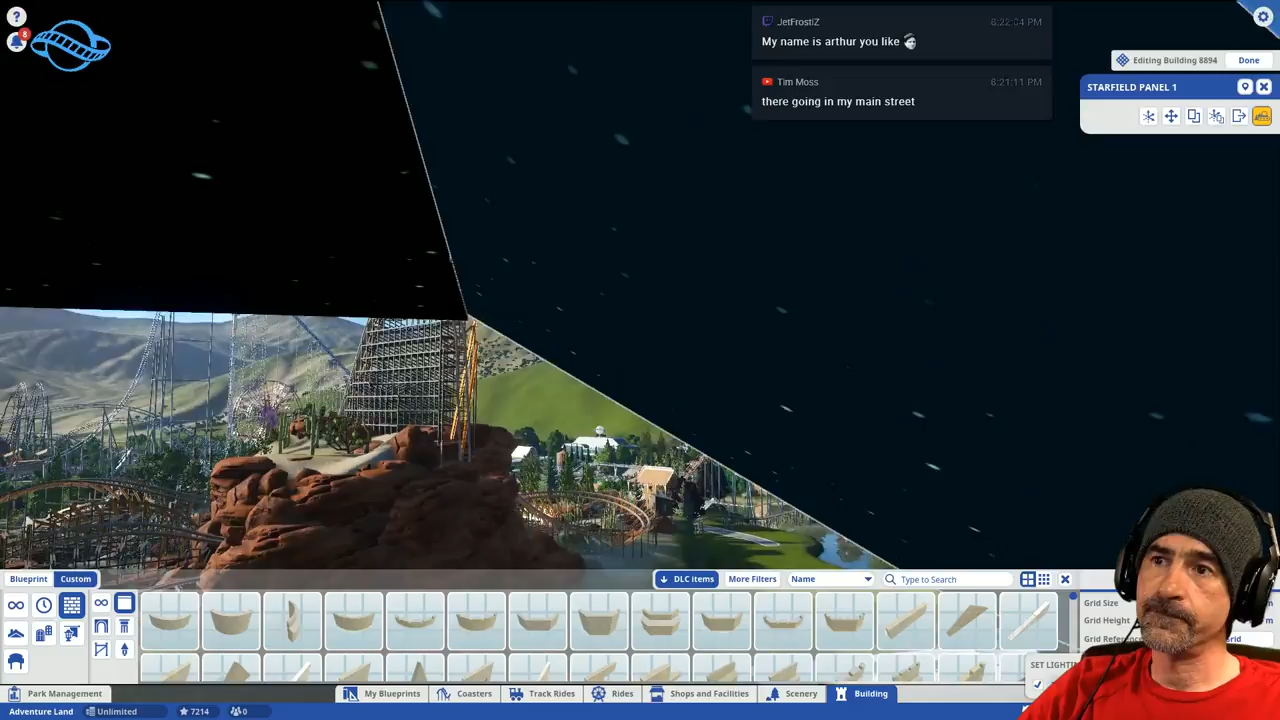 ?
8
JetFrostiZ
6:22:04 PM
My name is arthur you like
Tim Moss
6:21:11 PM
there going in my main street
Editing Building 8894
Done
STARFIELD PANEL 1
Blueprint
Custom
DLC items
More Filters
Name
Type to Search
Grid Size
m
Grid Height
m
Grid
SET LIGHTIN
Park Management
My Blueprints
Coasters
Track Rides
Rides
Shops and Facilities
Scenery
Building
Adventure Land
Unlimited
7214
0